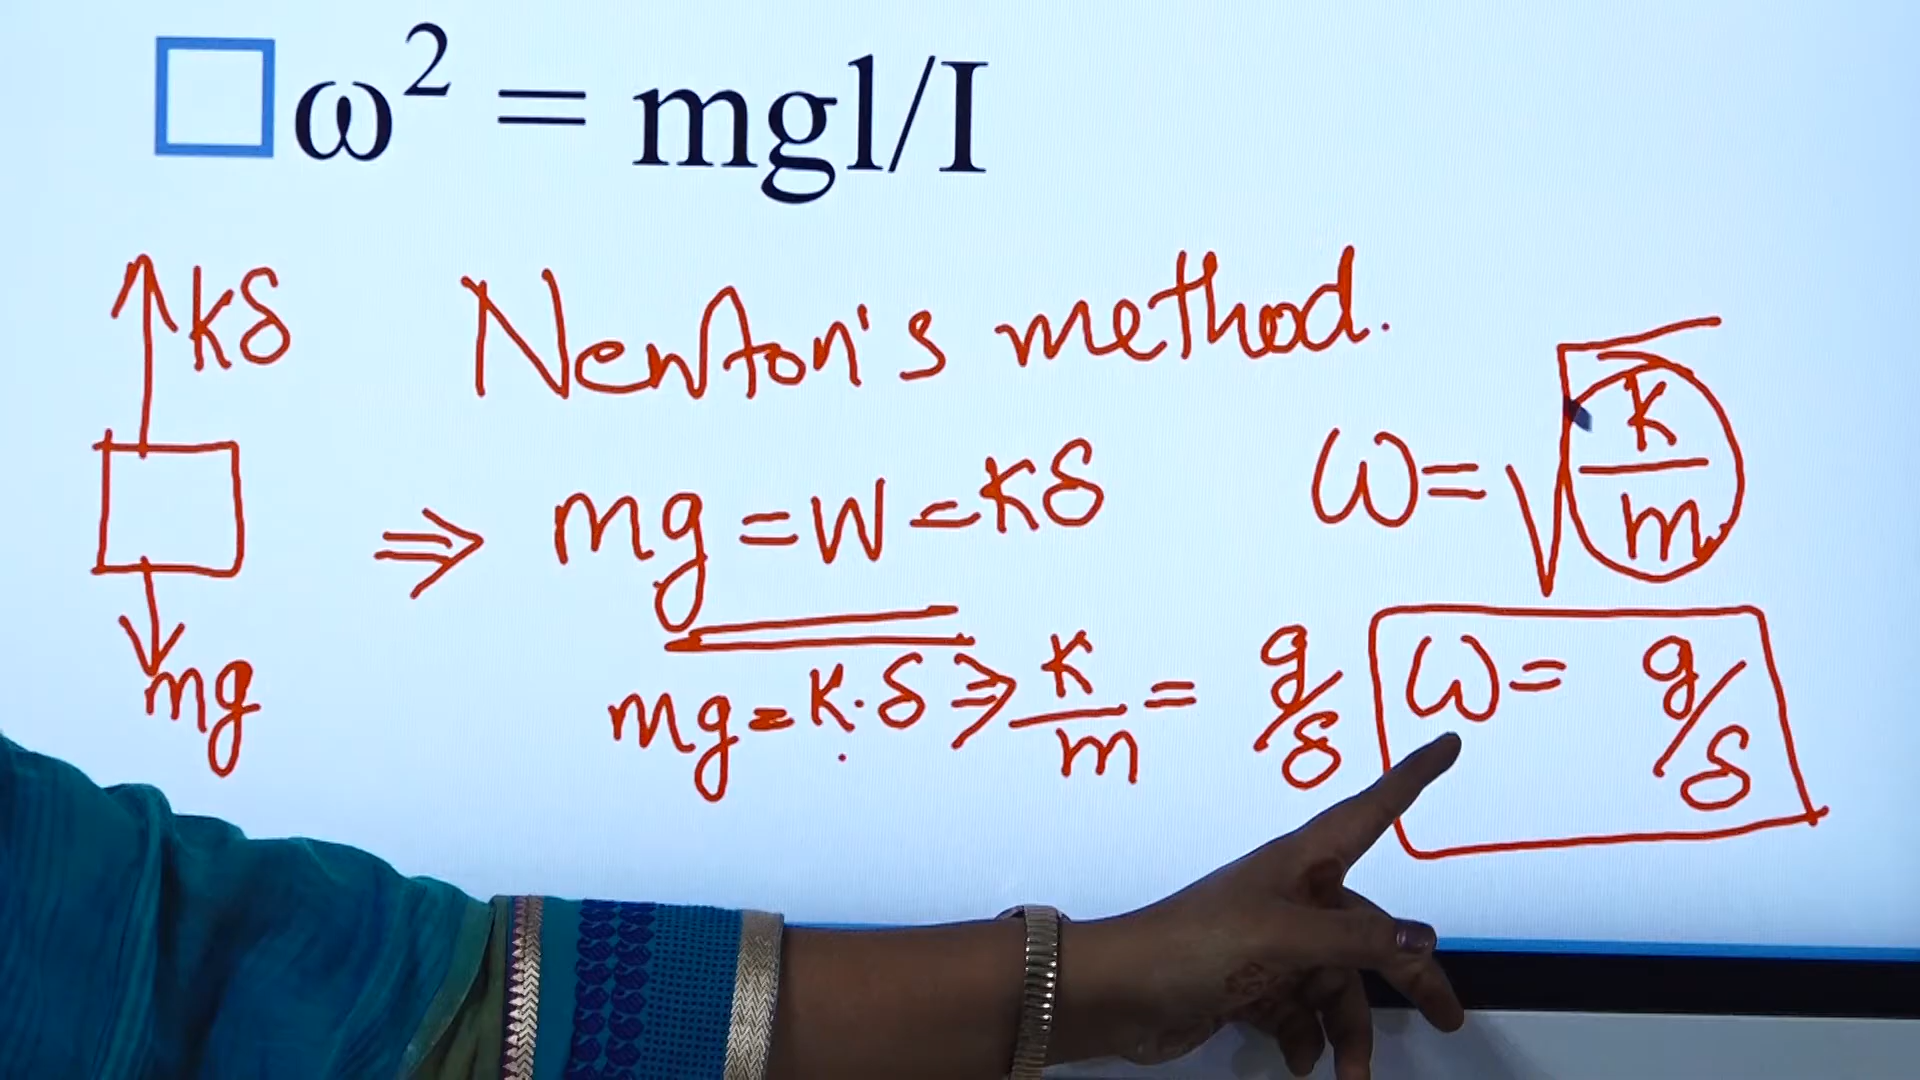 ω² = mgl/I
kδ
Newton's method.
ω = √k/m
⇒ mg = W = kδ
mg
mg = k·δ ⇒ k/m = g/δ
ω = g/δ